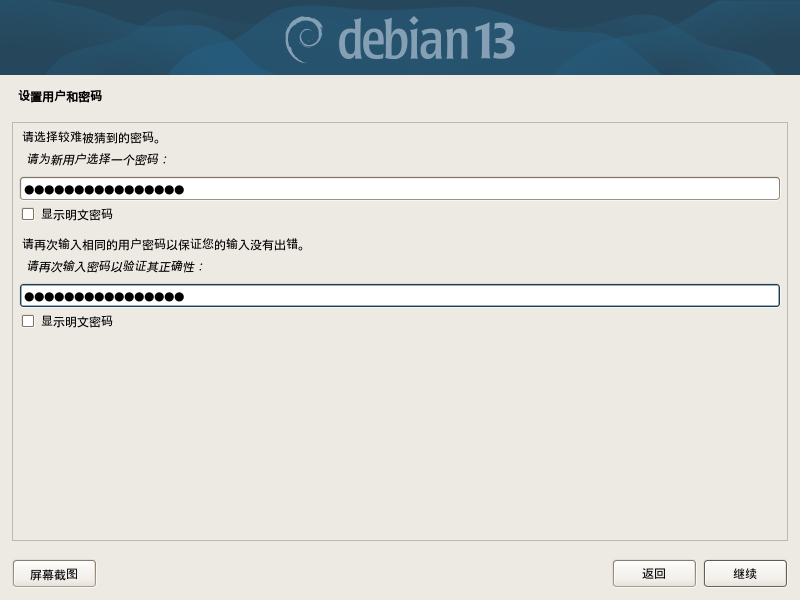 debian 13
设置用户和密码
请选择较难被猜到的密码。
请为新用户选择一个密码：
●●●●●●●●●●●●●●●●
显示明文密码
请再次输入相同的用户密码以保证您的输入没有出错。
请再次输入密码以验证其正确性：
●●●●●●●●●●●●●●●●
显示明文密码
屏幕截图
返回
继续